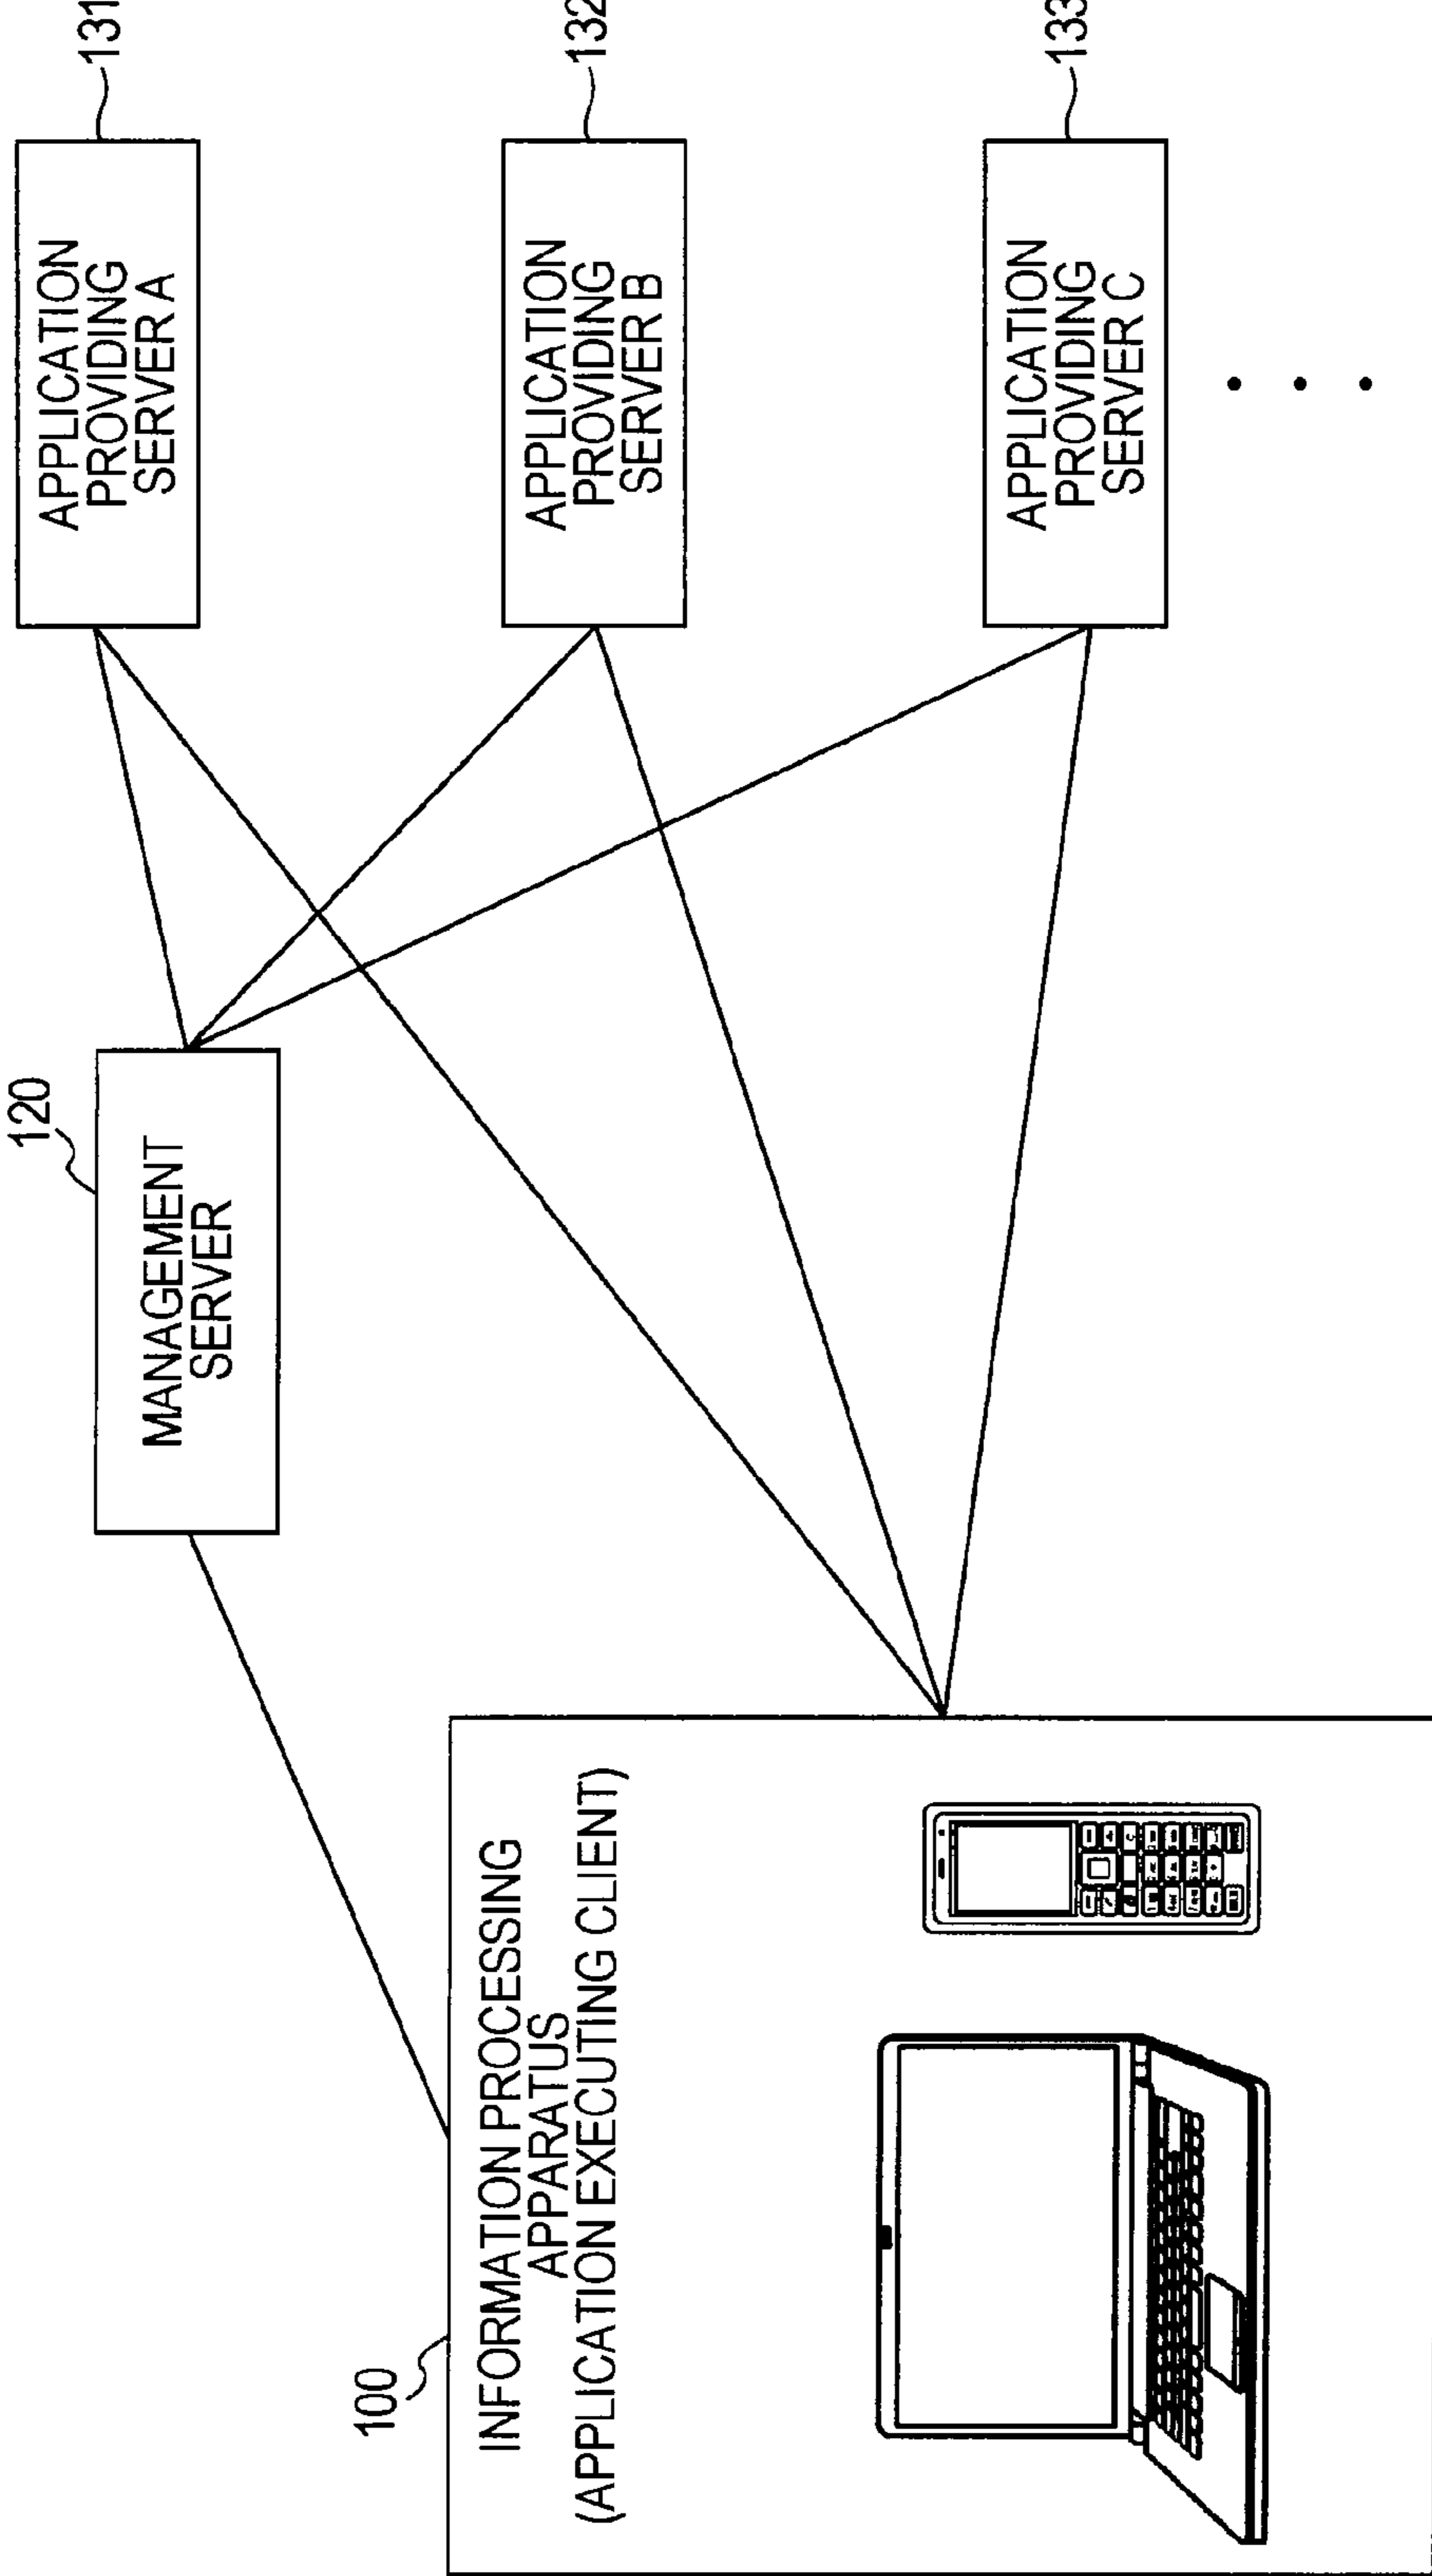 120
MANAGEMENT
SERVER
131
APPLICATION
PROVIDING
SERVER A
100
INFORMATION PROCESSING
APPARATUS
(APPLICATION EXECUTING CLIENT)
132
APPLICATION
PROVIDING
SERVER B
133
APPLICATION
PROVIDING
SERVER C